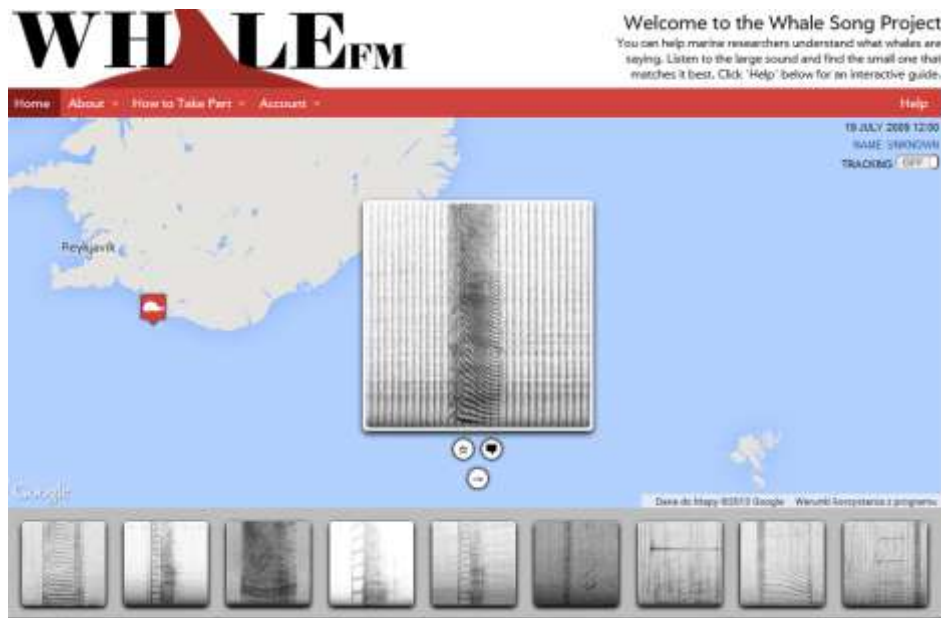 WHALE FM
Welcome to the Whale Song Project
You can help marine researchers understand what whales are
saying. Listen to the large sound and find the small one that
matches it best. Click 'Help' below for an interactive guide.
Home About How to Take Part Account Help
19 JULY 2009 12:00
NAME: UNKNOWN
TRACKING OFF
Reykjavik
Google
Dane do Mapy ©2013 Google Warunki korzystania z programu